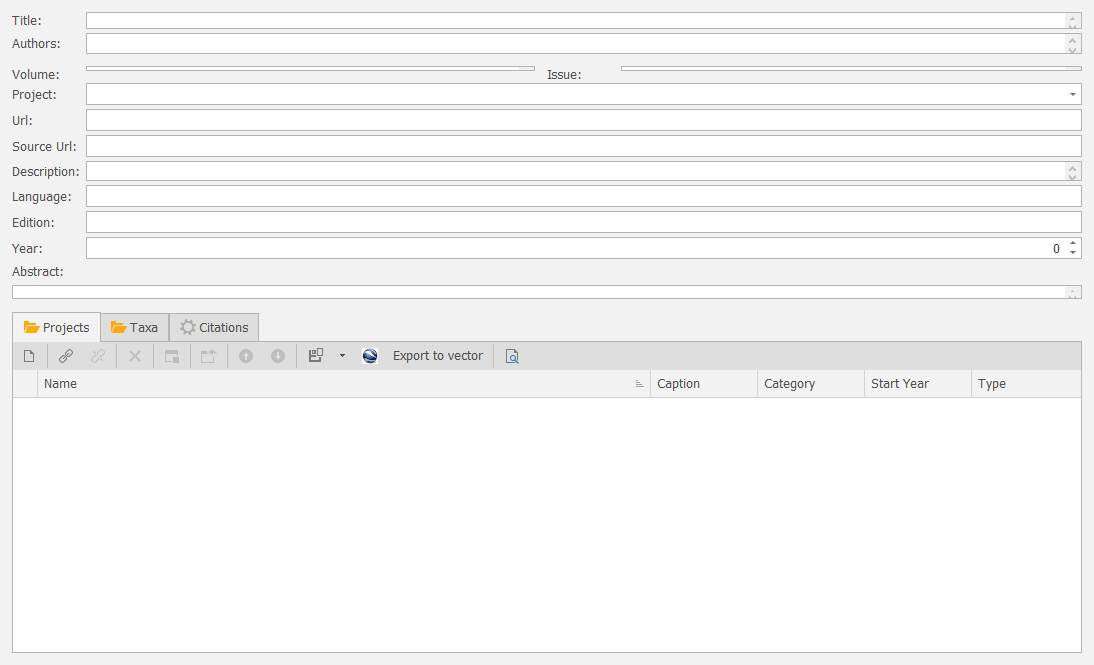 Title:
Authors:
Volume: Issue:
Project:
Url:
Source Url:
Description:
Language:
Edition:
Year: 0
Abstract:
Projects Taxa Citations
Export to vector
Name Caption Category Start Year Type